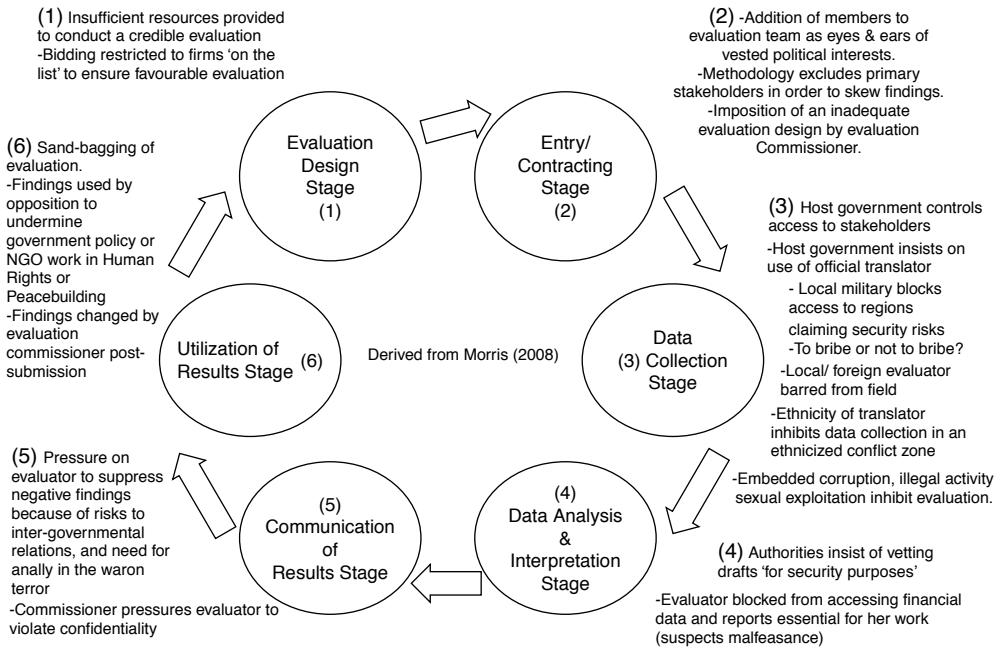 (1) Insufficient resources provided
to conduct a credible evaluation
-Bidding restricted to firms ‘on the
list’ to ensure favourable evaluation
(2) -Addition of members to
evaluation team as eyes & ears of
vested political interests.
-Methodology excludes primary
stakeholders in order to skew findings.
-Imposition of an inadequate
evaluation design by evaluation
Commissioner.
Evaluation
Design
Stage
(1)
Entry/
Contracting
Stage
(2)
(6) Sand-bagging of
evaluation.
-Findings used by
opposition to
undermine
government policy or
NGO work in Human
Rights or
Peacebuilding
-Findings changed by
evaluation
commissioner post-
submission
(3) Host government controls
access to stakeholders
-Host government insists on
use of official translator
- Local military blocks
access to regions
claiming security risks
-To bribe or not to bribe?
-Local/ foreign evaluator
barred from field
-Ethnicity of translator
inhibits data collection in an
ethnicized conflict zone
-Embedded corruption, illegal activity
sexual exploitation inhibit evaluation.
Utilization of
Results Stage (6)
Derived from Morris (2008)
Data
(3) Collection
Stage
(5) Pressure on
evaluator to suppress
negative findings
because of risks to
inter-governmental
relations, and need for
anally in the waron
terror
-Commissioner pressures evaluator to
violate confidentiality
(5)
Communication
of
Results Stage
(4)
Data Analysis
&
Interpretation
Stage
(4) Authorities insist of vetting
drafts ‘for security purposes’
-Evaluator blocked from accessing financial
data and reports essential for her work
(suspects malfeasance)